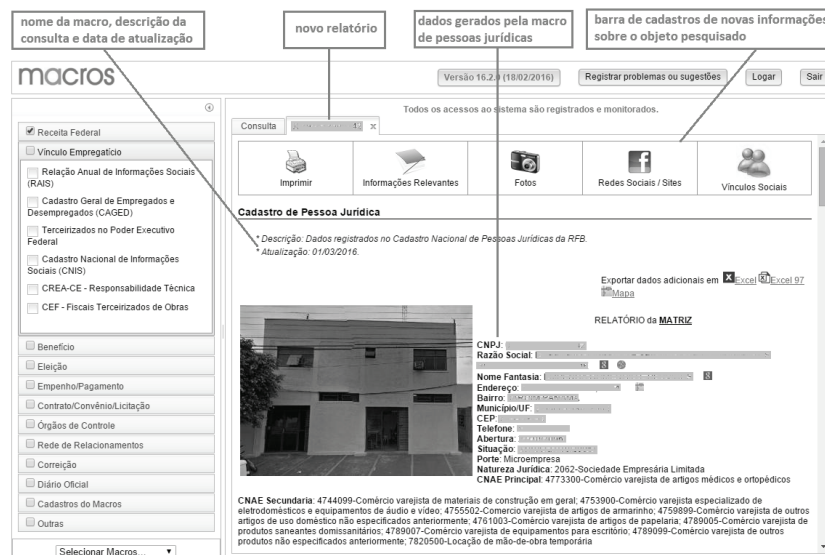 nome da macro, descrição da
consulta e data de atualização
novo relatório
dados gerados pela macro
de pessoas jurídicas
barra de cadastros de novas informações
sobre o objeto pesquisado
macros
Versão 16.2.0 (18/02/2016)
Registrar problemas ou sugestões
Logar
Sair
Todos os acessos ao sistema são registrados e monitorados.
Receita Federal
Vínculo Empregatício
Relação Anual de Informações Sociais
(RAIS)
Cadastro Geral de Empregados e
Desempregados (CAGED)
Terceirizados no Poder Executivo
Federal
Cadastro Nacional de Informações
Sociais (CNIS)
CREA-CE - Responsabilidade Técnica
CEF - Fiscais Terceirizados de Obras
Benefício
Eleição
Empenho/Pagamento
Contrato/Convênio/Licitação
Órgãos de Controle
Rede de Relacionamentos
Correição
Diário Oficial
Cadastros do Macros
Outras
Selecionar Macros...
Consulta
x
Imprimir
Informações Relevantes
Fotos
Redes Sociais / Sites
Vínculos Sociais
Cadastro de Pessoa Jurídica
* Descrição: Dados registrados no Cadastro Nacional de Pessoas Jurídicas da RFB.
* Atualização: 01/03/2016.
Exportar dados adicionais em Excel Excel 97
Mapa
RELATÓRIO da MATRIZ
CNPJ:
Razão Social:
Nome Fantasia:
Endereço:
Bairro:
Município/UF:
CEP:
Telefone:
Abertura:
Situação:
Porte: Microempresa
Natureza Jurídica: 2062-Sociedade Empresária Limitada
CNAE Principal: 4773300-Comércio varejista de artigos médicos e ortopédicos
CNAE Secundaria: 4744099-Comércio varejista de materiais de construção em geral; 4753900-Comércio varejista especializado de
eletrodomésticos e equipamentos de áudio e vídeo; 4755502-Comercio varejista de artigos de armarinho; 4759899-Comércio varejista de outros
artigos de uso doméstico não especificados anteriormente; 4761003-Comércio varejista de artigos de papelaria; 4789005-Comércio varejista de
produtos saneantes domissanitários; 4789007-Comércio varejista de equipamentos para escritório; 4789099-Comércio varejista de outros
produtos não especificados anteriormente; 7820500-Locação de mão-de-obra temporária